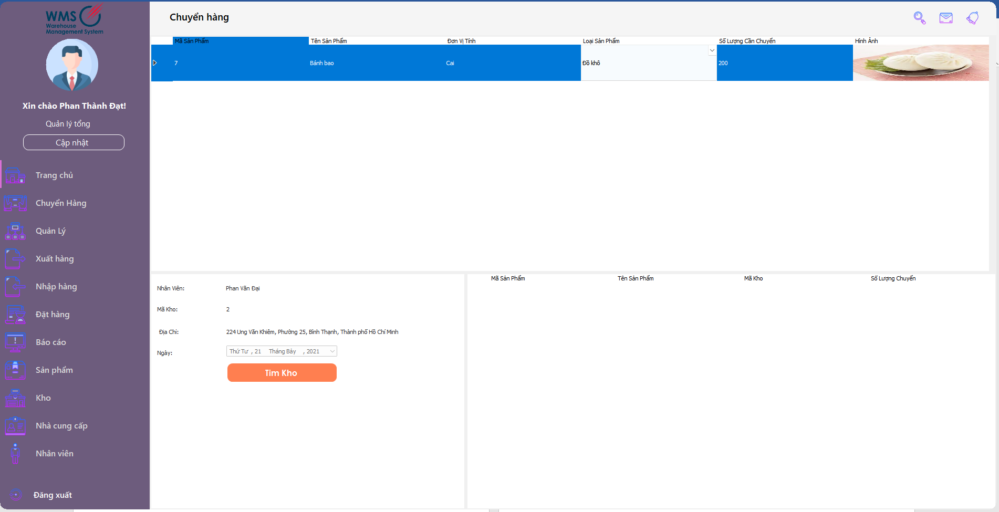 WMS
Warehouse
Management System
Xin chào Phan Thành Đạt!
Quản lý tổng
Cập nhật
Trang chủ
Chuyển Hàng
Quản Lý
Xuất hàng
Nhập hàng
Đặt hàng
Báo cáo
Sản phẩm
Kho
Nhà cung cấp
Nhân viên
Đăng xuất
Chuyển hàng
Mã Sản Phẩm Tên Sản Phẩm Đơn Vị Tính Loại Sản Phẩm Số Lượng Cần Chuyển Hình Ảnh
7 Bánh bao Cai Đồ khô 200
Nhân Viên: Phan Văn Đại
Mã Kho: 2
Địa Chỉ: 224 Ung Văn Khiêm, Phường 25, Bình Thạnh, Thành phố Hồ Chí Minh
Ngày: Thứ Tư , 21 Tháng Bảy , 2021
Tìm Kho
Mã Sản Phẩm Tên Sản Phẩm Mã Kho Số Lượng Chuyển